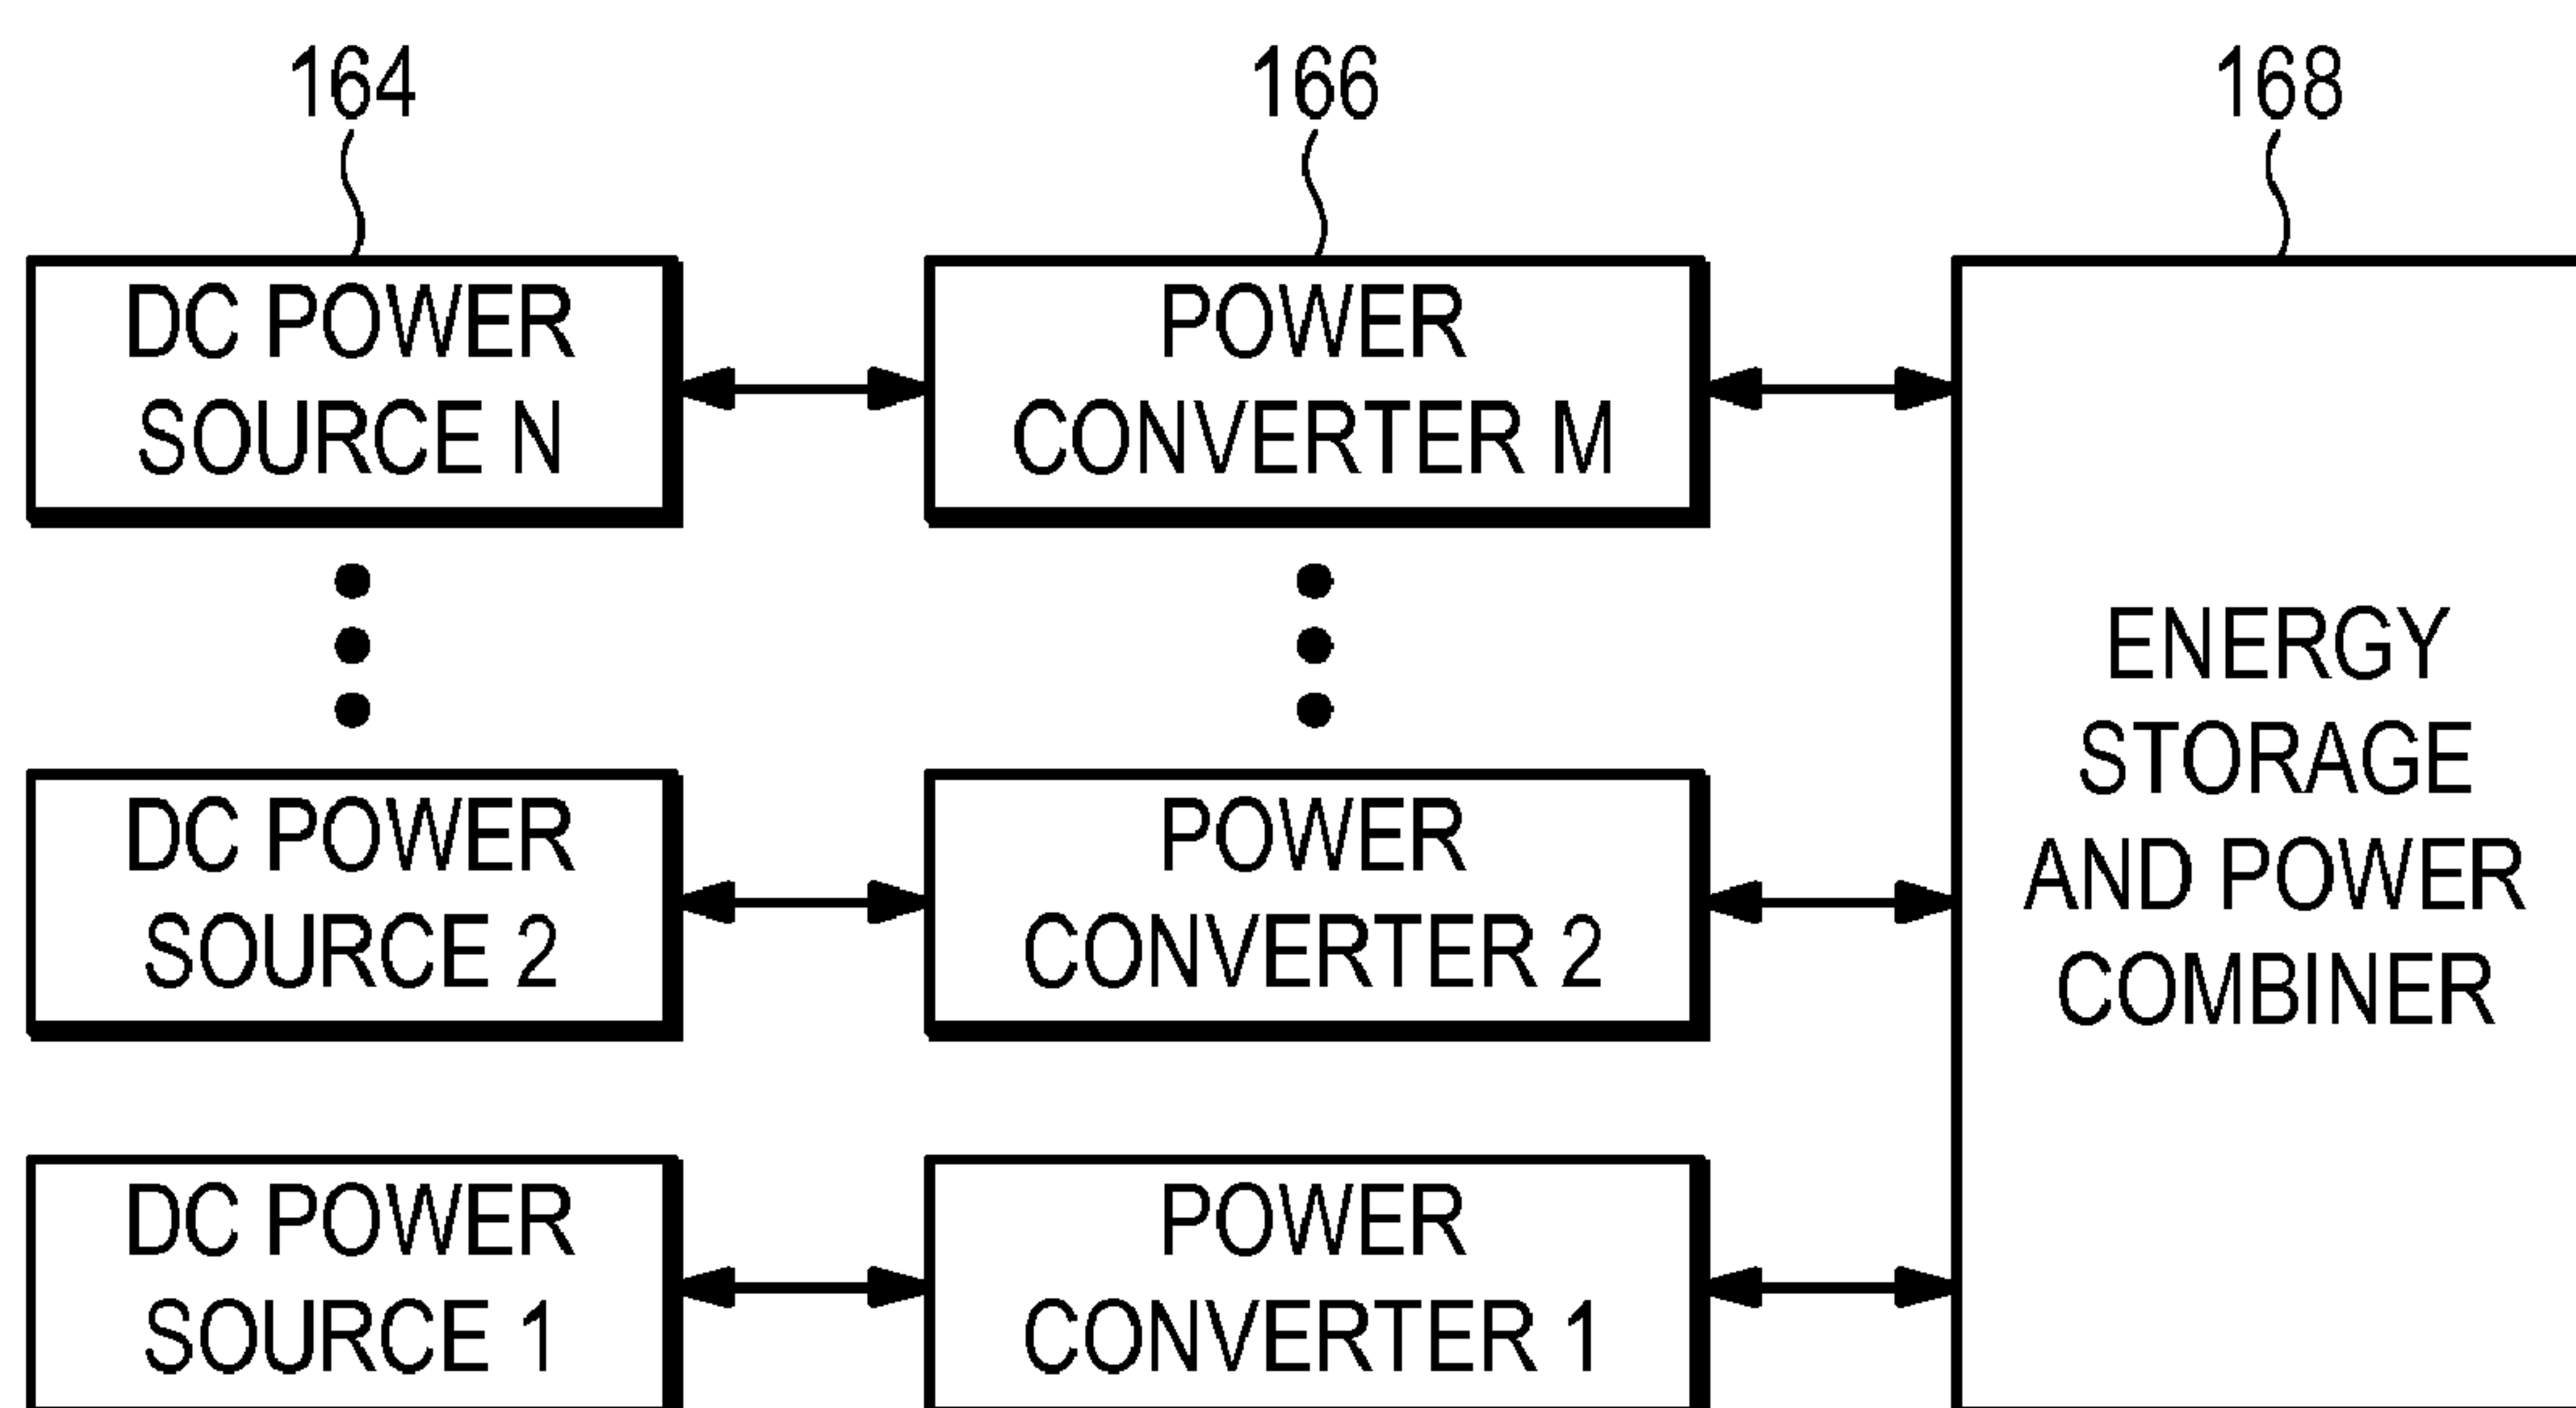 164
166
168
DC POWER
SOURCE N
POWER
CONVERTER M
DC POWER
SOURCE 2
POWER
CONVERTER 2
DC POWER
SOURCE 1
POWER
CONVERTER 1
ENERGY
STORAGE
AND POWER
COMBINER